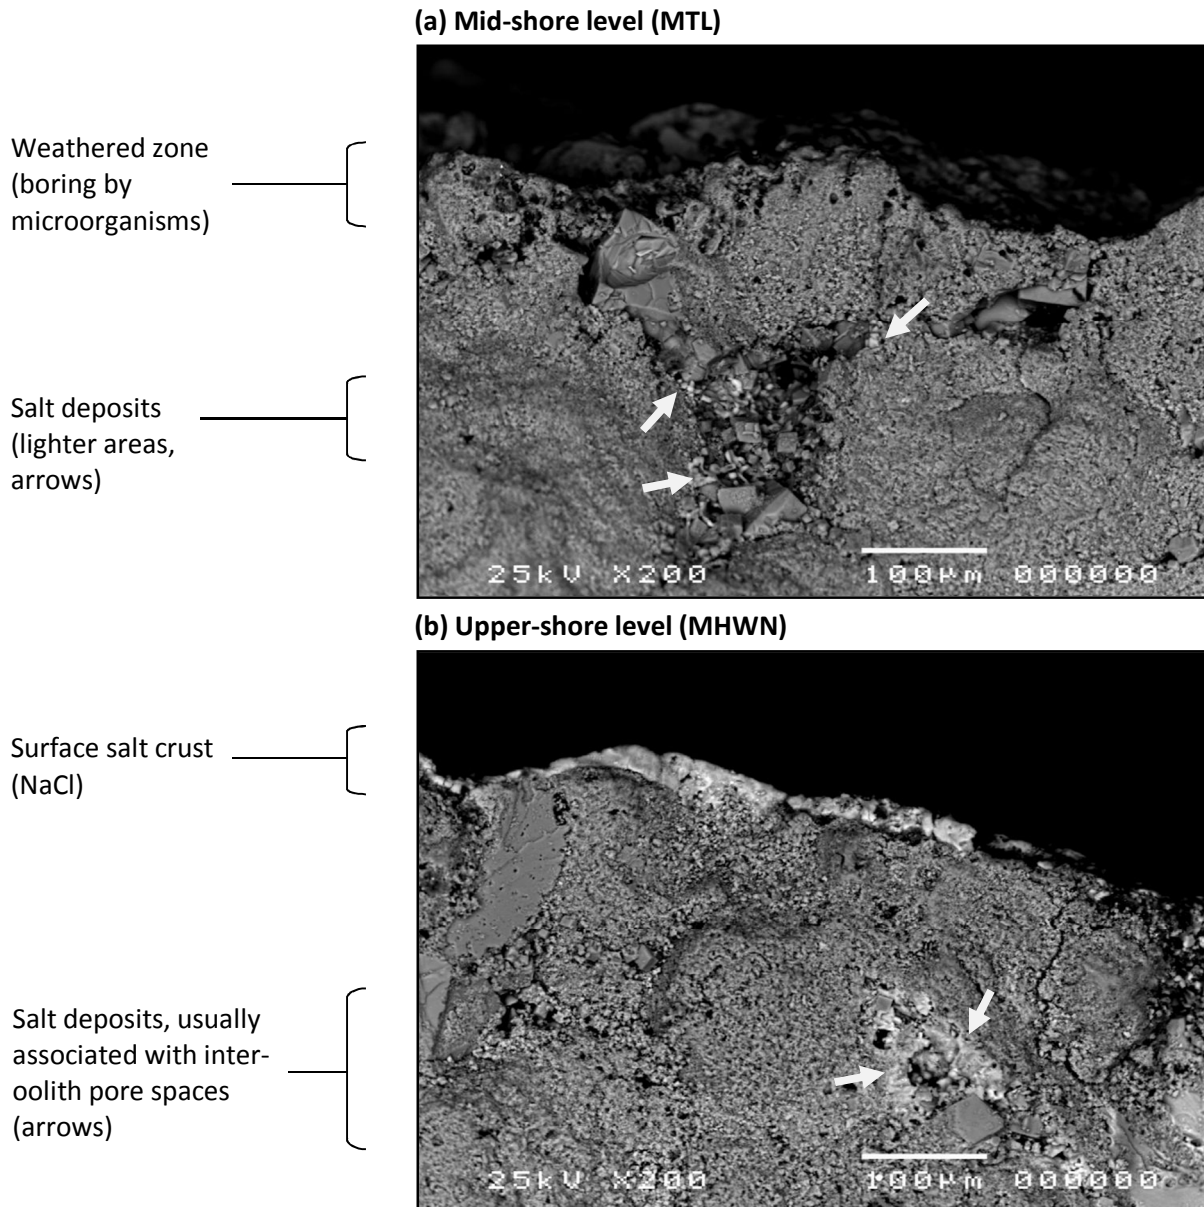 (a) Mid-shore level (MTL)
Weathered zone
(boring by
microorganisms)
Salt deposits
(lighter areas,
arrows)
25kV X200 100µm 000000
(b) Upper-shore level (MHWN)
Surface salt crust
(NaCl)
Salt deposits, usually
associated with inter-
oolith pore spaces
(arrows)
25kV X200 100µm 000000